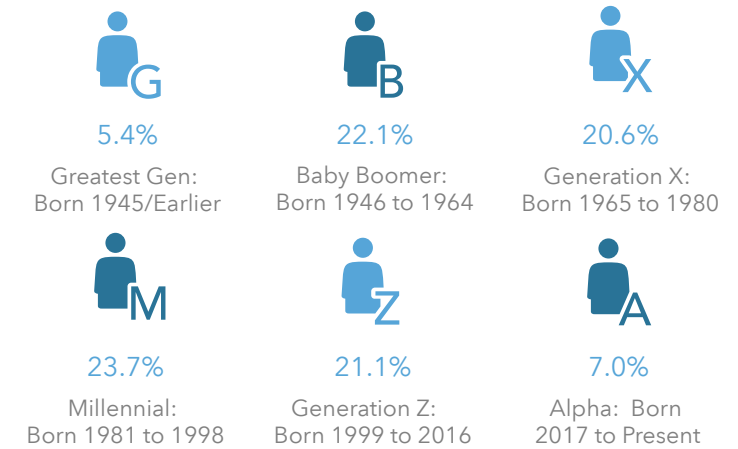 G
B
X
5.4%
22.1%
20.6%
Greatest Gen:
Born 1945/Earlier
Baby Boomer:
Born 1946 to 1964
Generation X:
Born 1965 to 1980
M
Z
A
23.7%
21.1%
7.0%
Millennial:
Born 1981 to 1998
Generation Z:
Born 1999 to 2016
Alpha:  Born
2017 to Present